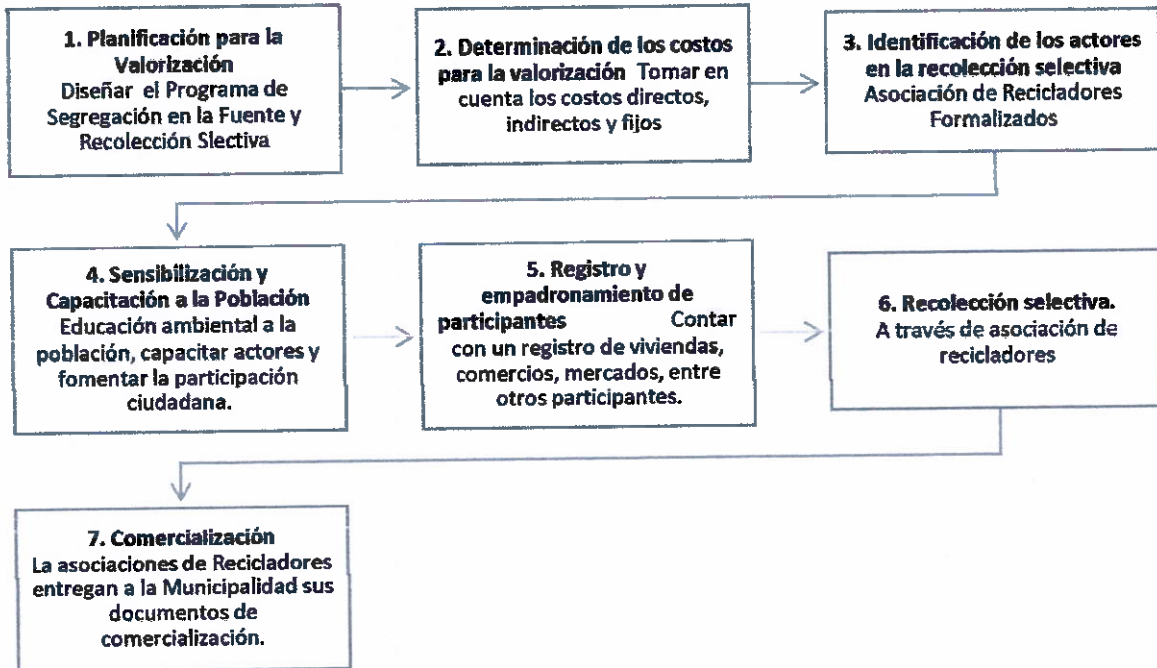 1. Planificación para la
Valorización
Diseñar el Programa de
Segregación en la Fuente y
Recolección Slectiva
2. Determinación de los costos
para la valorización Tomar en
cuenta los costos directos,
indirectos y fijos
3. Identificación de los actores
en la recolección selectiva
Asociación de Recicladores
Formalizados
4. Sensibilización y
Capacitación a la Población
Educación ambiental a la
población, capacitar actores y
fomentar la participación
ciudadana.
5. Registro y
empadronamiento de
participantes Contar
con un registro de viviendas,
comercios, mercados, entre
otros participantes.
6. Recolección selectiva.
A través de asociación de
recicladores
7. Comercialización
La asociaciones de Recicladores
entregan a la Municipalidad sus
documentos de
comercialización.